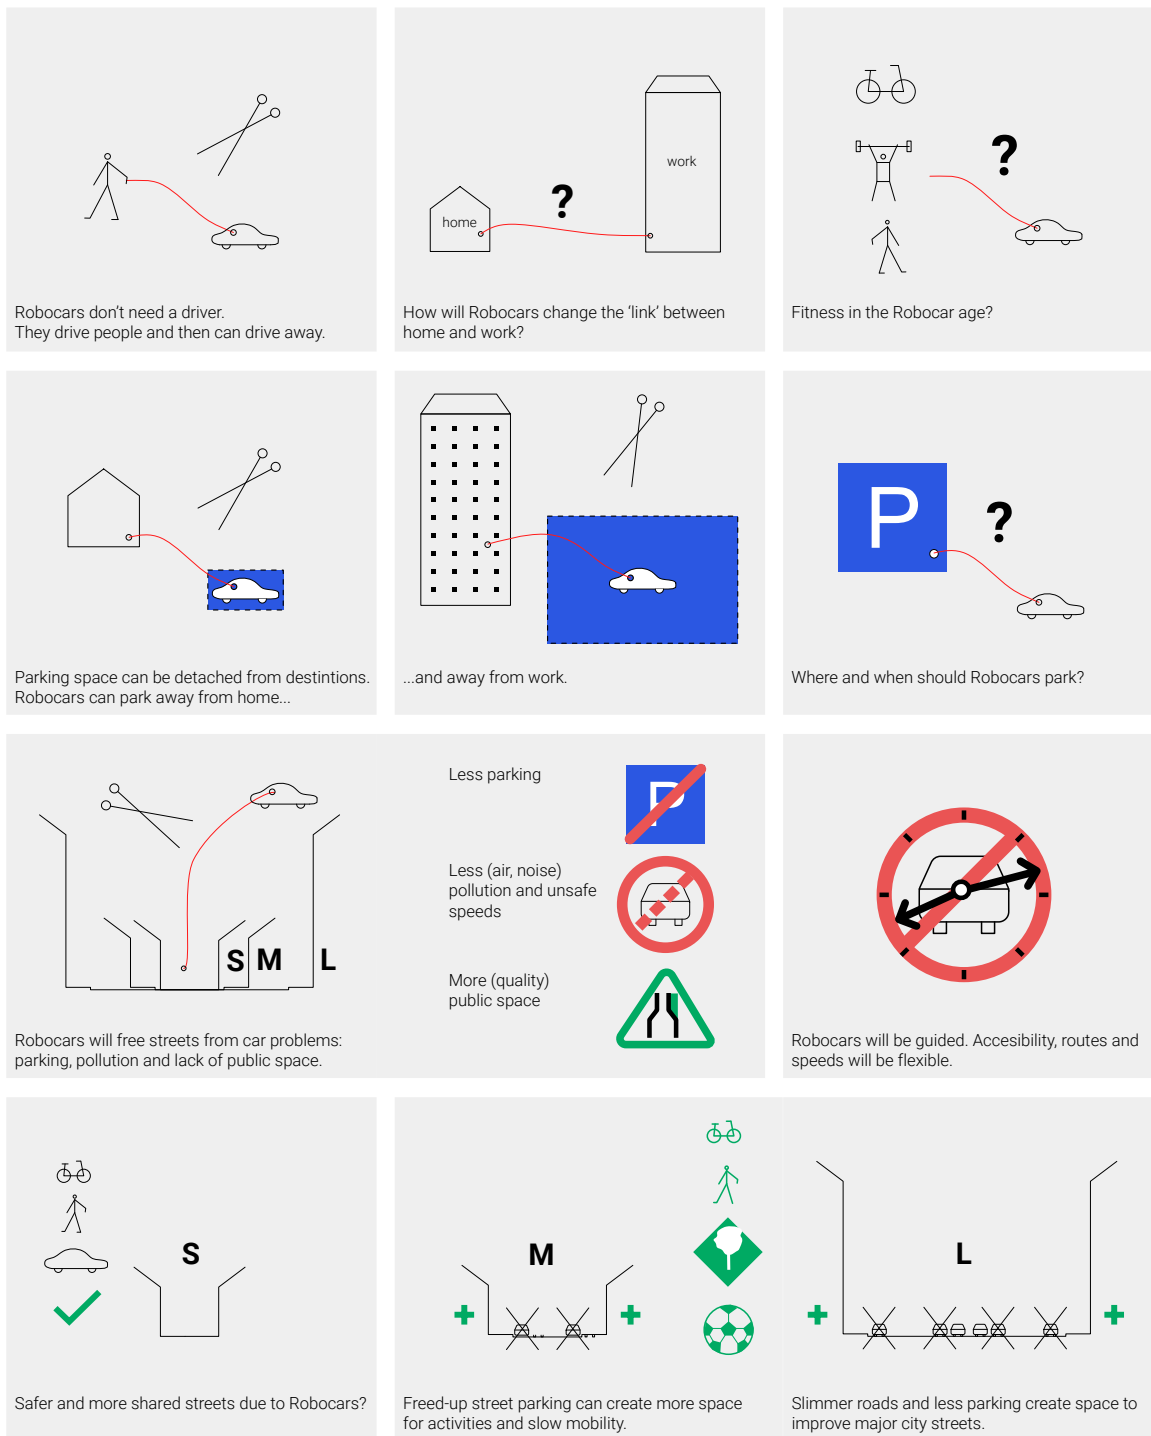 Robocars don't need a driver.
They drive people and then can drive away.
home
?
work
How will Robocars change the 'link' between
home and work?
?
Fitness in the Robocar age?
Parking space can be detached from destintions.
Robocars can park away from home...
...and away from work.
P
?
Where and when should Robocars park?
S M L
Robocars will free streets from car problems:
parking, pollution and lack of public space.
Less parking
P
Less (air, noise)
pollution and unsafe
speeds
More (quality)
public space
Robocars will be guided. Accesibility, routes and
speeds will be flexible.
S
Safer and more shared streets due to Robocars?
M
Freed-up street parking can create more space
for activities and slow mobility.
L
Slimmer roads and less parking create space to
improve major city streets.